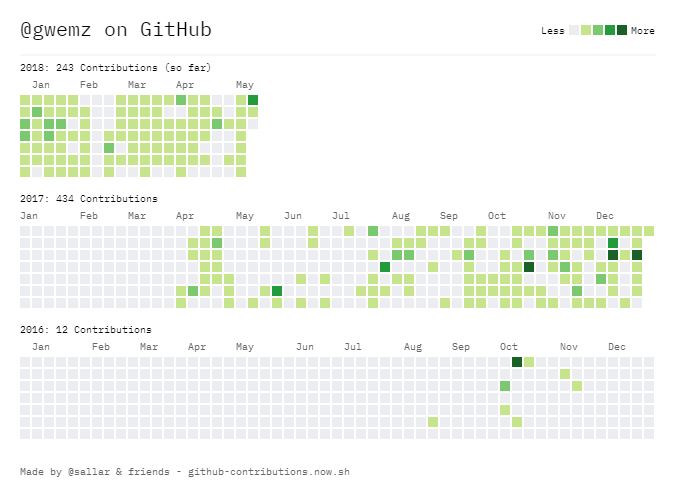 @gwemz on GitHub
Less More
2018: 243 Contributions (so far)
Jan Feb Mar Apr May
2017: 434 Contributions
Jan Feb Mar Apr May Jun Jul Aug Sep Oct Nov Dec
2016: 12 Contributions
Jan Feb Mar Apr May Jun Jul Aug Sep Oct Nov Dec
Made by @sallar & friends - github-contributions.now.sh